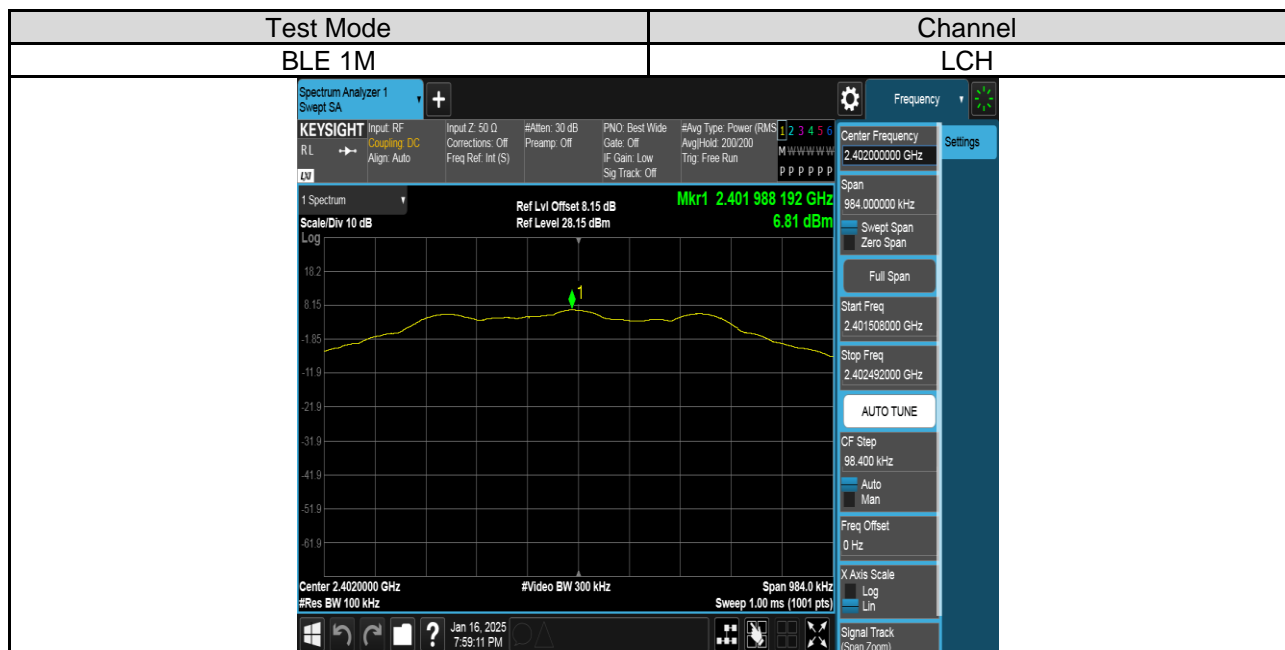 Test Mode Channel
BLE 1M LCH
Spectrum Analyzer 1
Swept SA
+
Frequency
KEYSIGHT
RL
LXI
Input: RF
Coupling: DC
Align: Auto
Input Z: 50 Ω
Corrections: Off
Freq Ref: Int (S)
#Atten: 30 dB
Preamp: Off
PNO: Best Wide
Gate: Off
IF Gain: Low
Sig Track: Off
#Avg Type: Power (RMS
Avg|Hold: 200/200
Trig: Free Run
1 2 3 4 5 6
M W W W W W
P P P P P P
Center Frequency
2.402000000 GHz
Settings
Span
984.000000 kHz
Swept Span
Zero Span
Full Span
Start Freq
2.401508000 GHz
Stop Freq
2.402492000 GHz
AUTO TUNE
CF Step
98.400 kHz
Auto
Man
Freq Offset
0 Hz
X Axis Scale
Log
Lin
Signal Track
(Span Zoom)
1 Spectrum
Scale/Div 10 dB
Ref Lvl Offset 8.15 dB
Ref Level 28.15 dBm
Mkr1 2.401 988 192 GHz
6.81 dBm
Log
18.2
8.15
-1.85
-11.9
-21.9
-31.9
-41.9
-51.9
-61.9
1
Center 2.4020000 GHz
#Res BW 100 kHz
#Video BW 300 kHz
Span 984.0 kHz
Sweep 1.00 ms (1001 pts)
?
Jan 16, 2025
7:59:11 PM